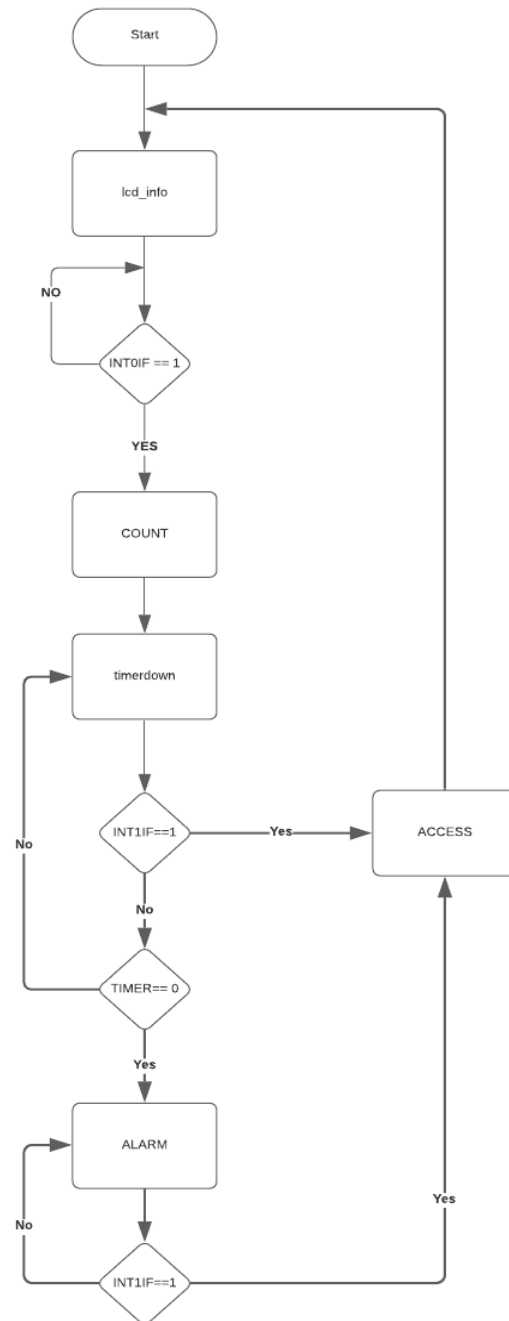 Start
lcd_info
NO
INT0IF == 1
YES
COUNT
timerdown
INT1IF==1
Yes
ACCESS
No
No
TIMER== 0
Yes
ALARM
Yes
No
INT1IF==1